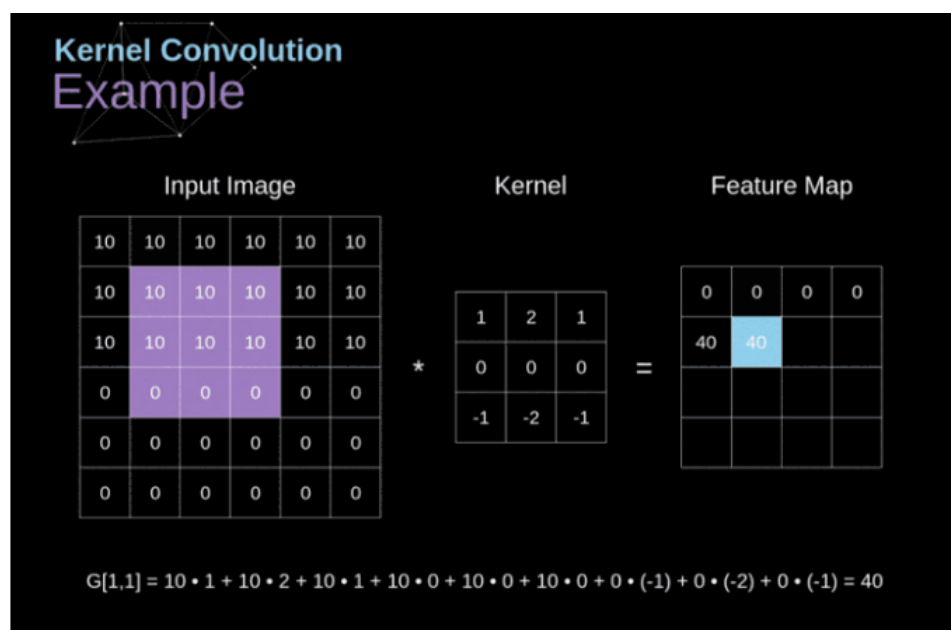 Kernel Convolution
Example
Input Image
Kernel
Feature Map
10 10 10 10 10 10
10 10 10 10 10 10
10 10 10 10 10 10
0 0 0 0 0 0
0 0 0 0 0 0
0 0 0 0 0 0
*
1 2 1
0 0 0
-1 -2 -1
=
0 0 0 0
40 40
G[1,1] = 10 • 1 + 10 • 2 + 10 • 1 + 10 • 0 + 10 • 0 + 10 • 0 + 0 • (-1) + 0 • (-2) + 0 • (-1) = 40